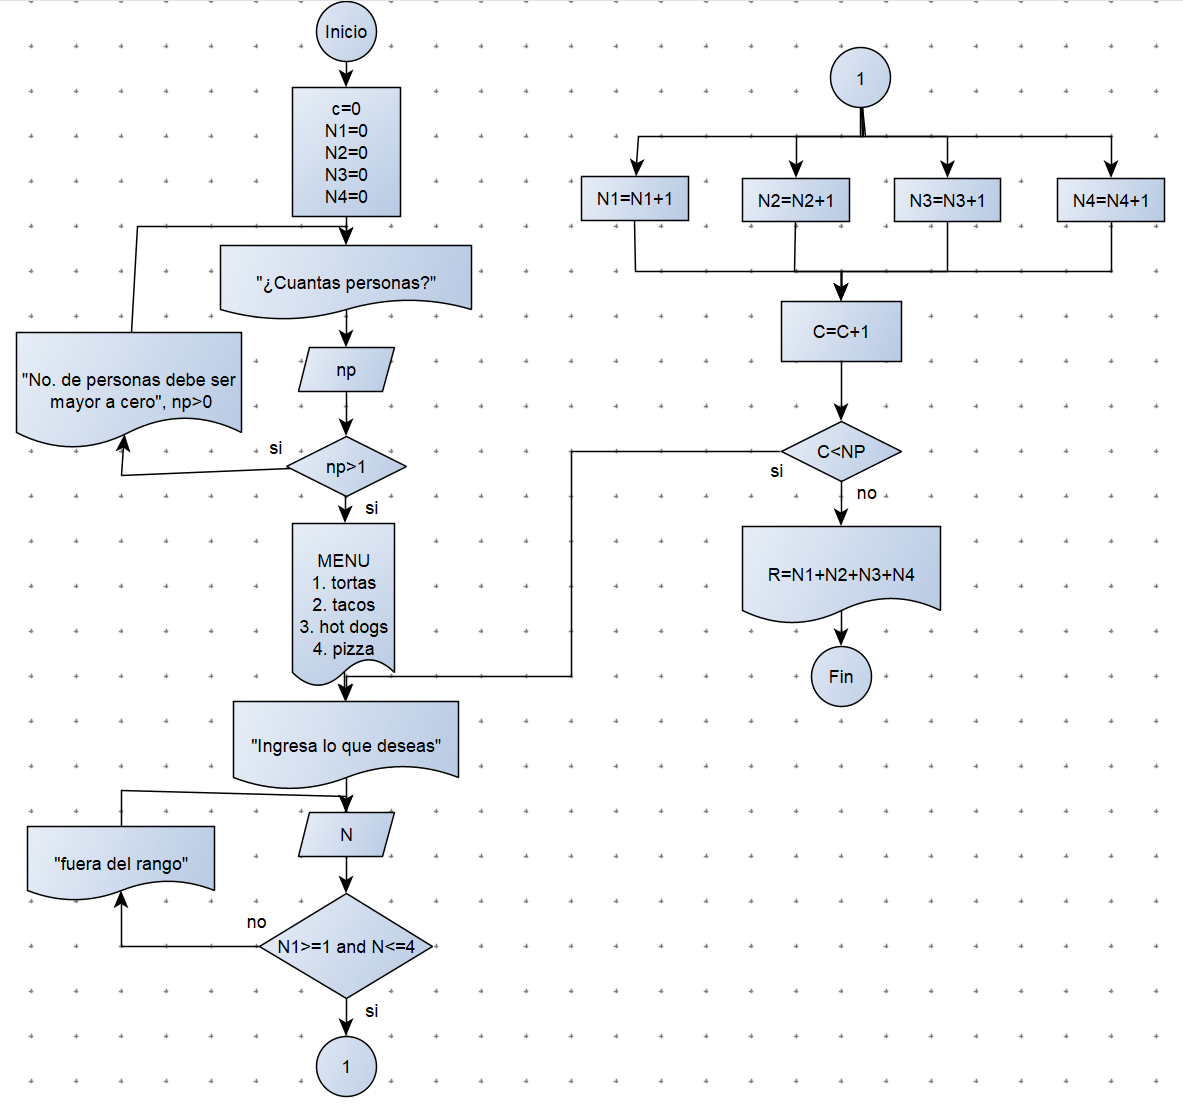 Inicio
c=0
N1=0
N2=0
N3=0
N4=0
"¿Cuantas personas?"
np
"No. de personas debe ser
mayor a cero", np>0
si
np>1
si
MENU
1. tortas
2. tacos
3. hot dogs
4. pizza
"Ingresa lo que deseas"
N
"fuera del rango"
no
N1>=1 and N<=4
si
1
1
N1=N1+1
N2=N2+1
N3=N3+1
N4=N4+1
C=C+1
C<NP
si
no
R=N1+N2+N3+N4
Fin